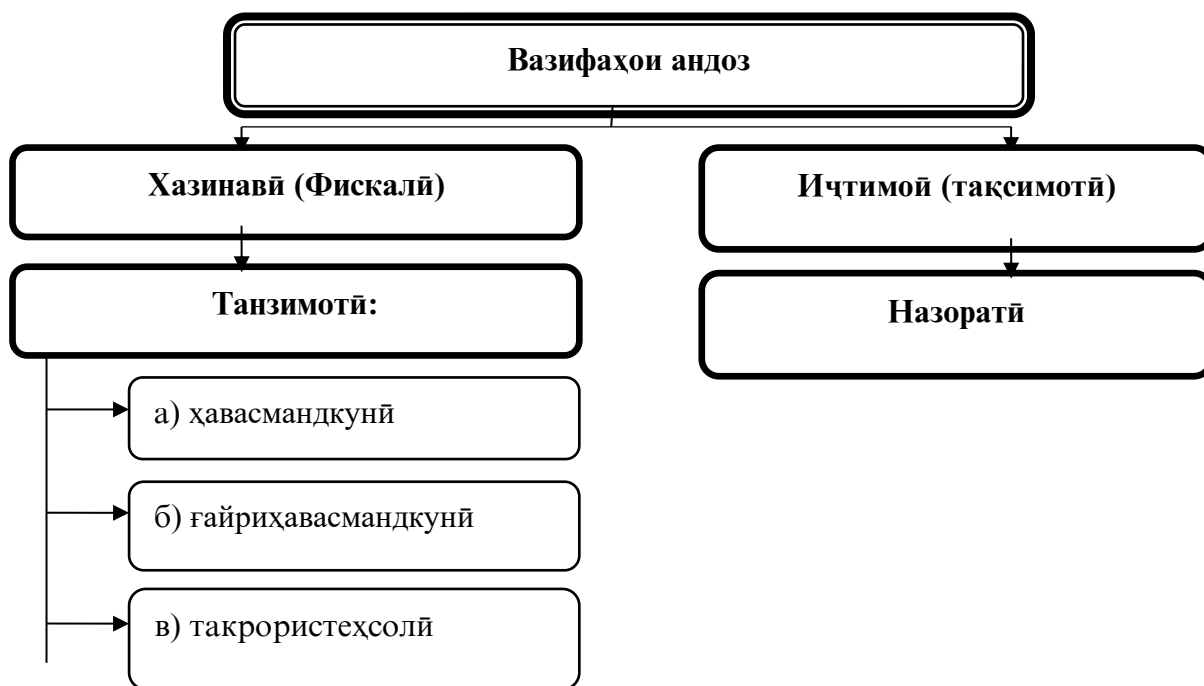 Вазифаҳои андоз
Хазинавӣ (Фискалӣ)
Иҷтимоӣ (тақсимотӣ)
Танзимотӣ:
Назоратӣ
а) ҳавасмандкунӣ
б) ғайриҳавасмандкунӣ
в) такрористеҳсолӣ